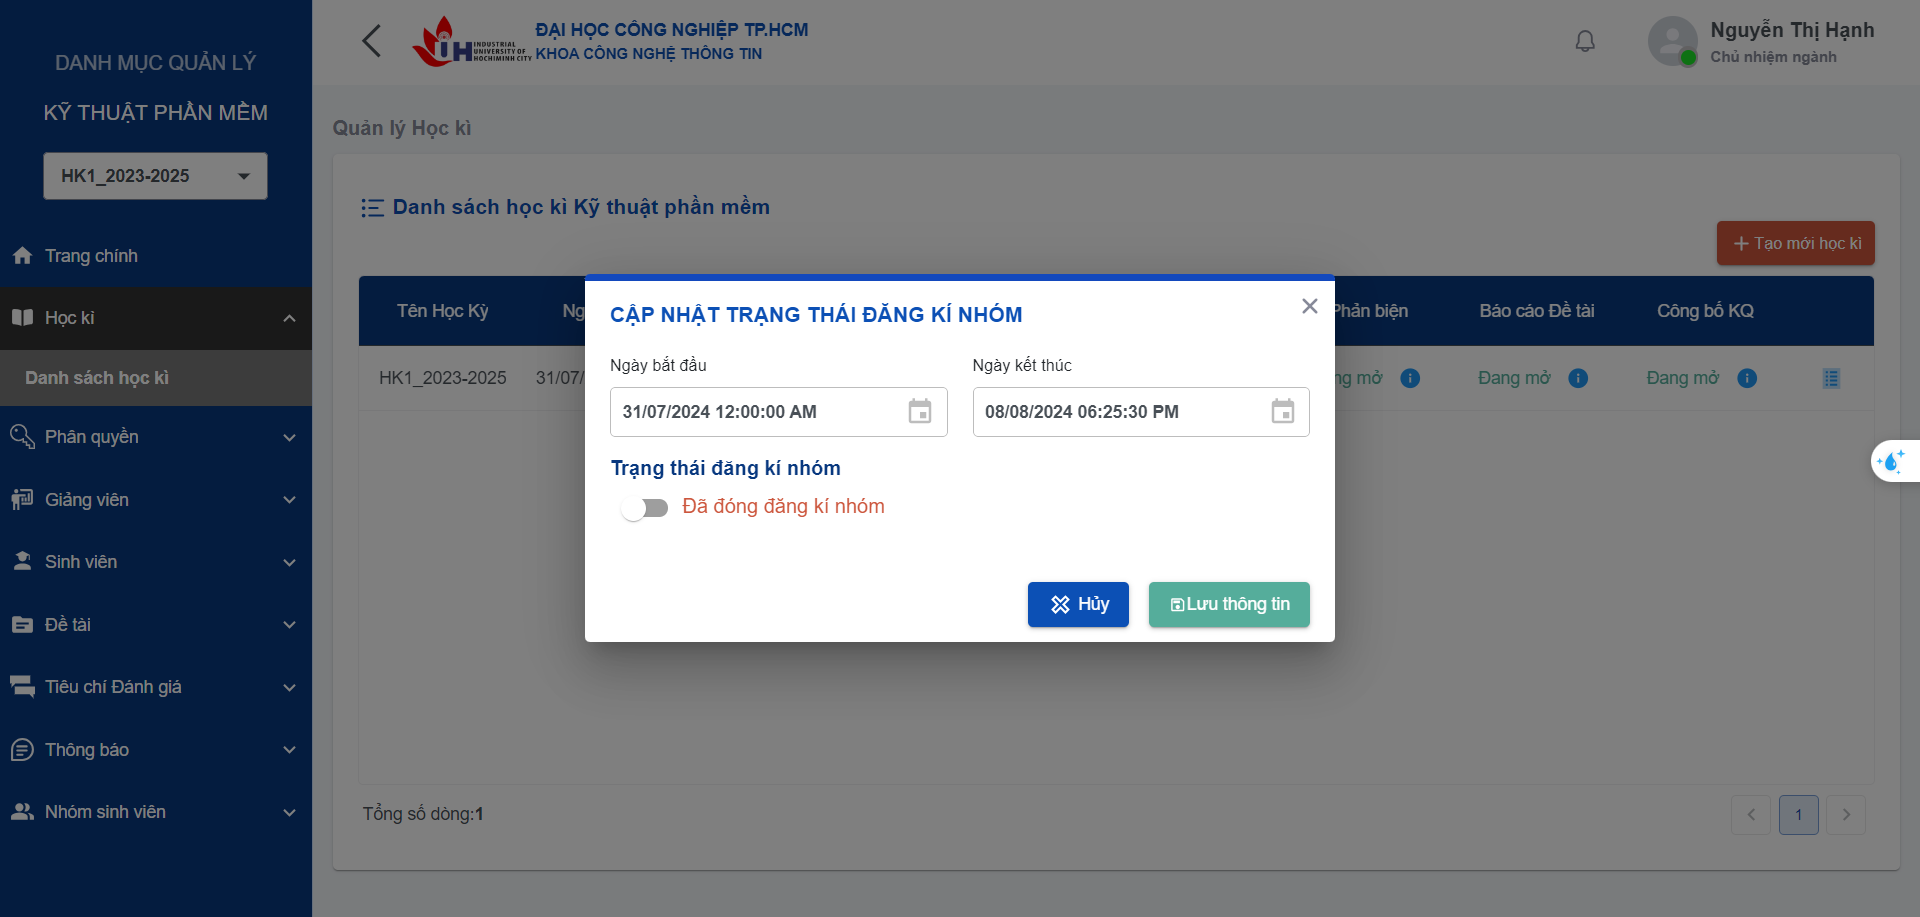 DANH MỤC QUẢN LÝ
KỸ THUẬT PHẦN MỀM
HK1_2023-2025
Trang chính
Học kì
Danh sách học kì
Phân quyền
Giảng viên
Sinh viên
Đề tài
Tiêu chí Đánh giá
Thông báo
Nhóm sinh viên
UH INDUSTRIAL
UNIVERSITY OF
HOCHIMINH CITY
ĐẠI HỌC CÔNG NGHIỆP TP.HCM
KHOA CÔNG NGHỆ THÔNG TIN
Nguyễn Thị Hạnh
Chủ nhiệm ngành
Quản lý Học kì
Danh sách học kì Kỹ thuật phần mềm
Tạo mới học kì
Tên Học Kỳ Ng Phản biện Báo cáo Đề tài Công bố KQ
HK1_2023-2025 31/07/ ng mở Đang mở Đang mở
CẬP NHẬT TRẠNG THÁI ĐĂNG KÍ NHÓM
Ngày bắt đầu Ngày kết thúc
31/07/2024 12:00:00 AM 08/08/2024 06:25:30 PM
Trạng thái đăng kí nhóm
Đã đóng đăng kí nhóm
Hủy Lưu thông tin
Tổng số dòng:1
1